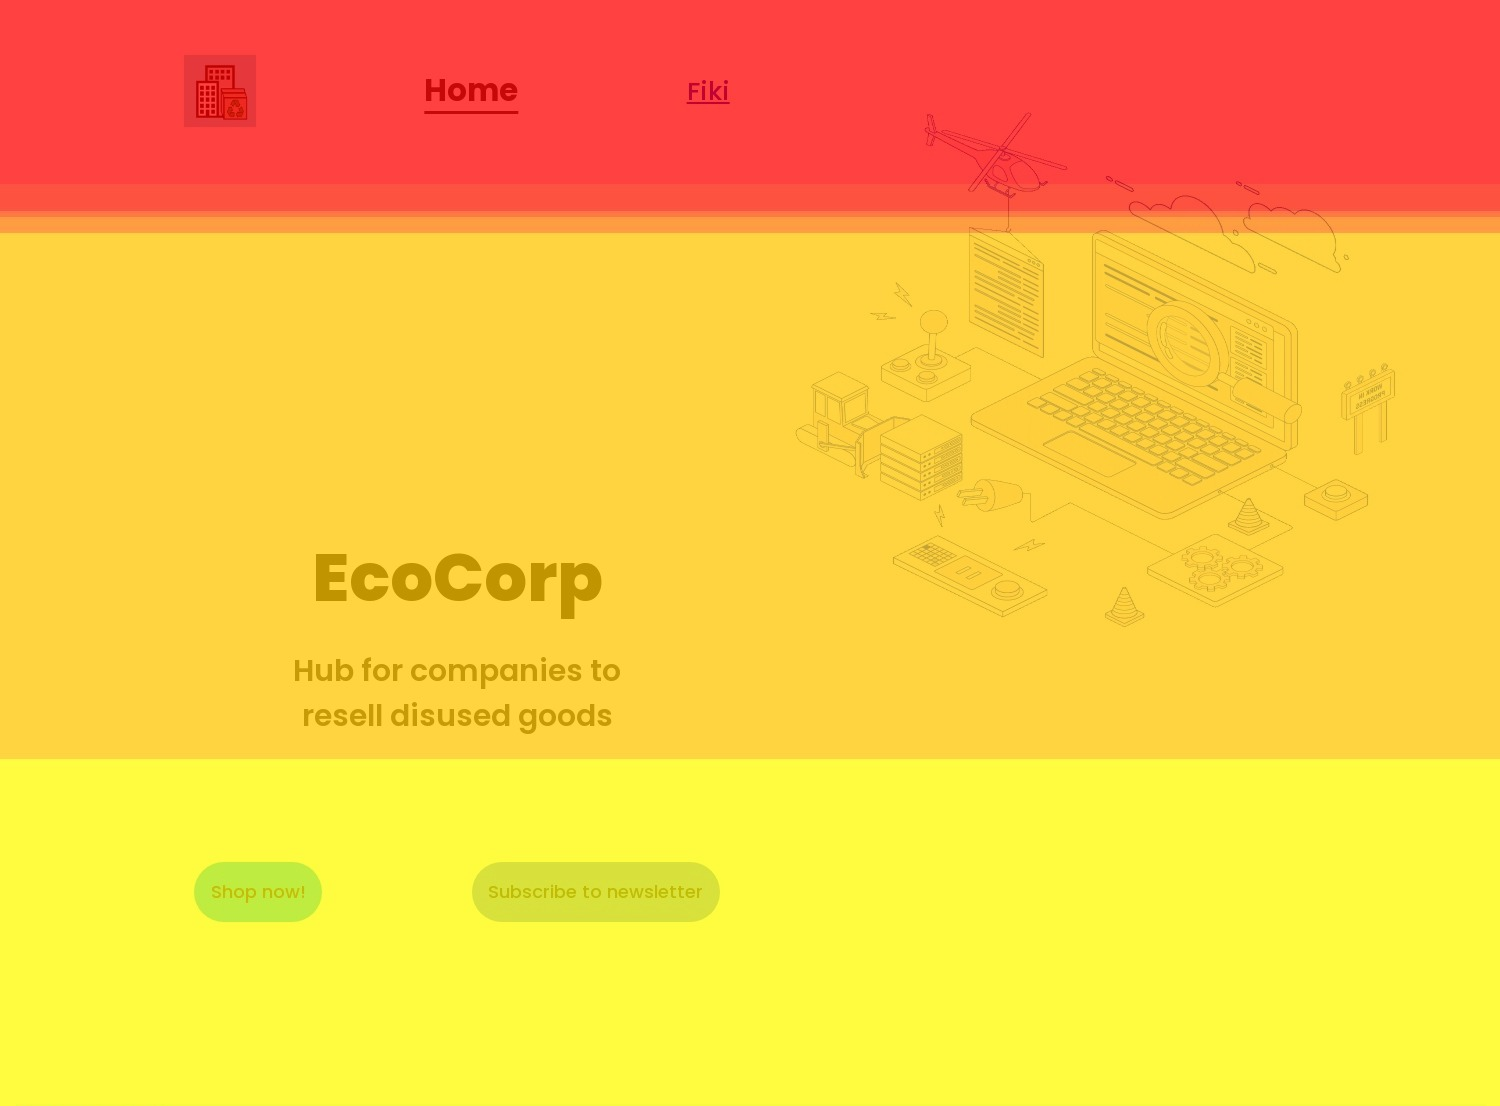 Home
Fiki
EcoCorp
Hub for companies to
resell disused goods
Shop now!
Subscribe to newsletter